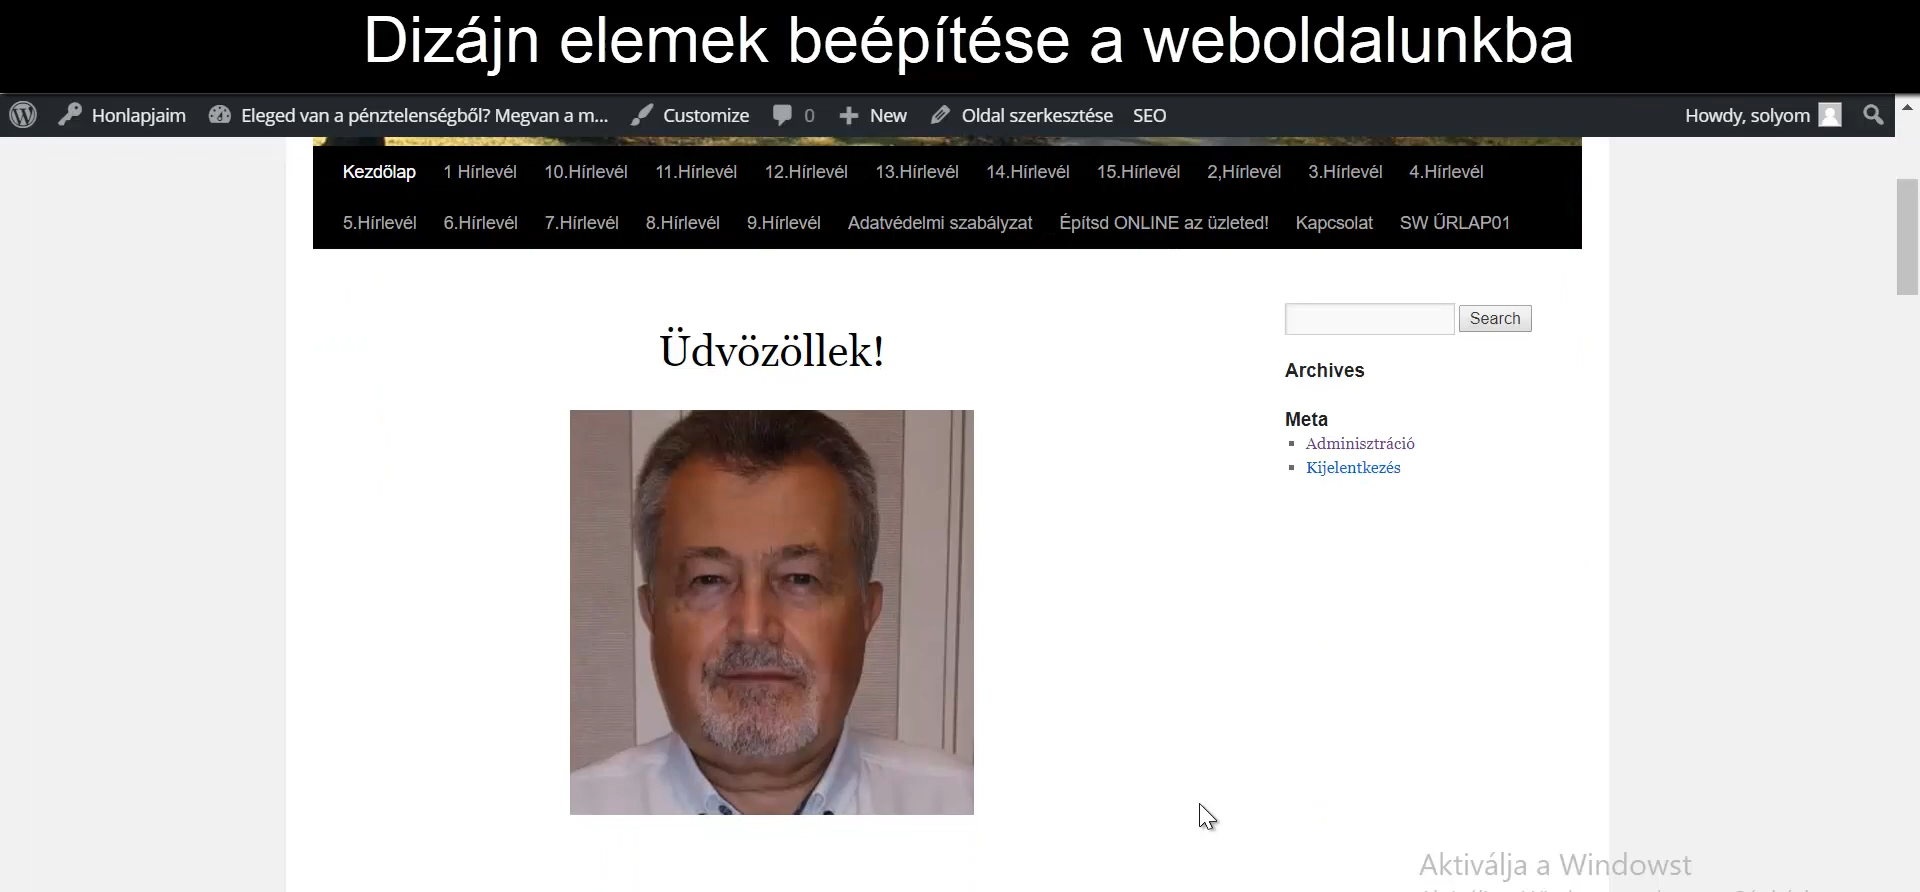 Dizájn elemek beépítése a weboldalunkba
Honlapjaim Eleged van a pénztelenségből? Megvan a m... Customize 0 New Oldal szerkesztése SEO Howdy, solyom
Kezdőlap 1 Hírlevél 10.Hírlevél 11.Hírlevél 12.Hírlevél 13.Hírlevél 14.Hírlevél 15.Hírlevél 2,Hírlevél 3.Hírlevél 4.Hírlevél
5.Hírlevél 6.Hírlevél 7.Hírlevél 8.Hírlevél 9.Hírlevél Adatvédelmi szabályzat Építsd ONLINE az üzleted! Kapcsolat SW ŰRLAP01
Search
Üdvözöllek!
Archives
Meta
Adminisztráció
Kijelentkezés
Aktiválja a Windowst